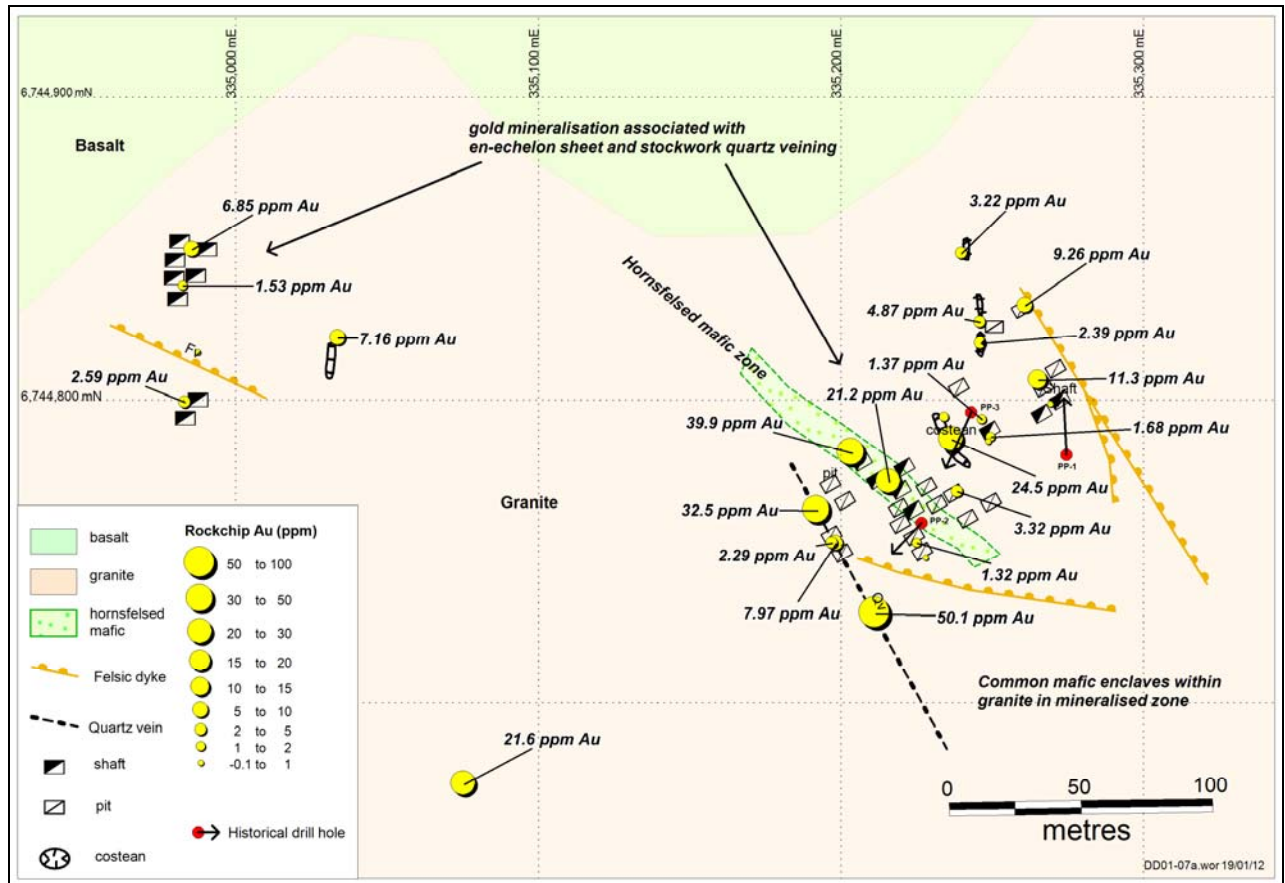 335,000 mE
335,100 mE
335,200 mE
335,300 mE
6,744,900 mN
Basalt
gold mineralisation associated with
en-echelon sheet and stockwork quartz veining
6.85 ppm Au
3.22 ppm Au
9.26 ppm Au
1.53 ppm Au
Hornsfelsed mafic zone
4.87 ppm Au
7.16 ppm Au
2.39 ppm Au
1.37 ppm Au
2.59 ppm Au
6,744,800 mN
21.2 ppm Au
11.3 ppm Au
Shaft
PP-3
39.9 ppm Au
costean
1.68 ppm Au
PP-1
pit
24.5 ppm Au
Granite
32.5 ppm Au
PP-2
3.32 ppm Au
2.29 ppm Au
1.32 ppm Au
7.97 ppm Au
50.1 ppm Au
Common mafic enclaves within
granite in mineralised zone
21.6 ppm Au
basalt
granite
hornsfelsed
mafic
Felsic dyke
Quartz vein
shaft
pit
costean
Rockchip Au (ppm)
50 to 100
30 to 50
20 to 30
15 to 20
10 to 15
5 to 10
2 to 5
1 to 2
-0.1 to 1
Historical drill hole
0 50 100
metres
DD01-07a.wor 19/01/12